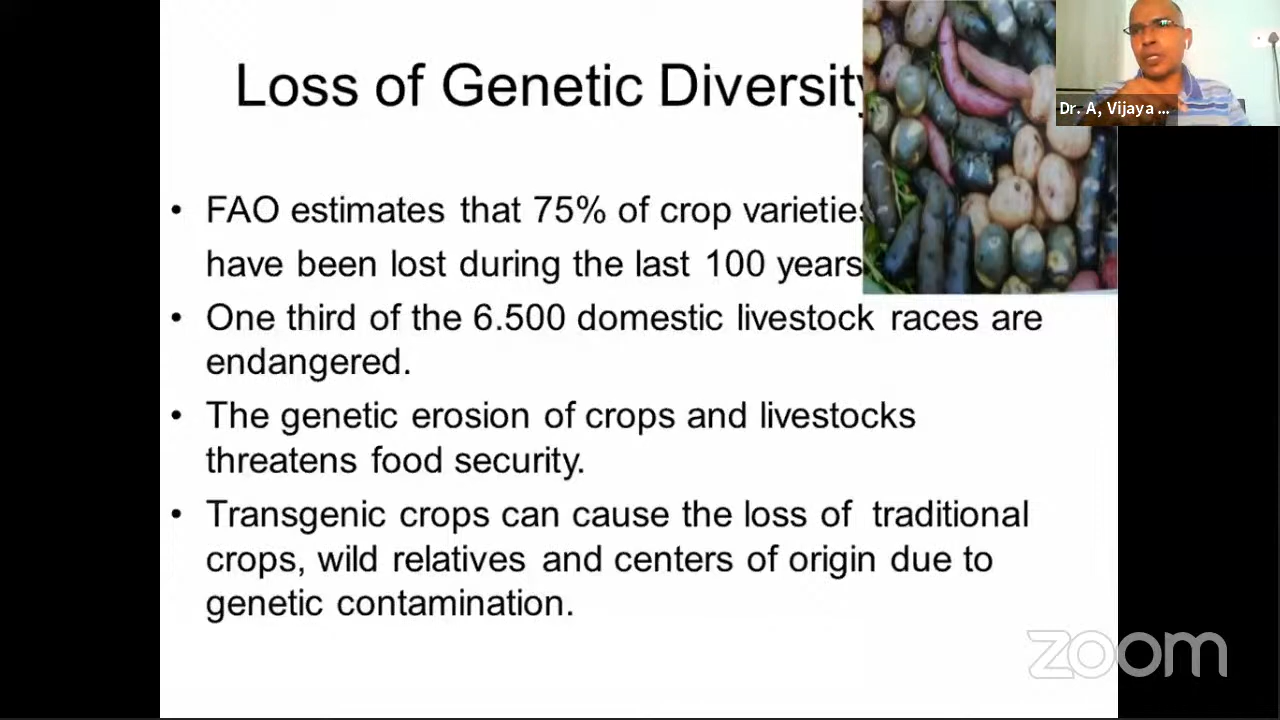 Loss of Genetic Diversity
Dr. A, Vijaya ...
• FAO estimates that 75% of crop varieties
have been lost during the last 100 years
• One third of the 6.500 domestic livestock races are
endangered.
• The genetic erosion of crops and livestocks
threatens food security.
• Transgenic crops can cause the loss of traditional
crops, wild relatives and centers of origin due to
genetic contamination.
zoom